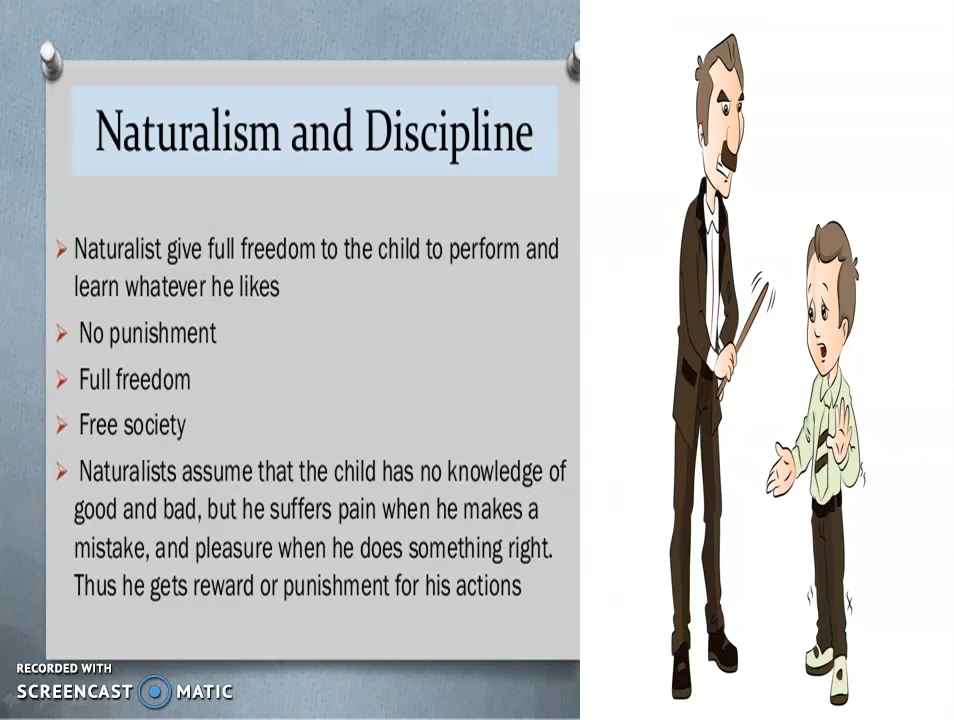 Naturalism and Discipline
Naturalist give full freedom to the child to perform and
learn whatever he likes
No punishment
Full freedom
Free society
Naturalists assume that the child has no knowledge of
good and bad, but he suffers pain when he makes a
mistake, and pleasure when he does something right.
Thus he gets reward or punishment for his actions
RECORDED WITH
SCREENCAST MATIC